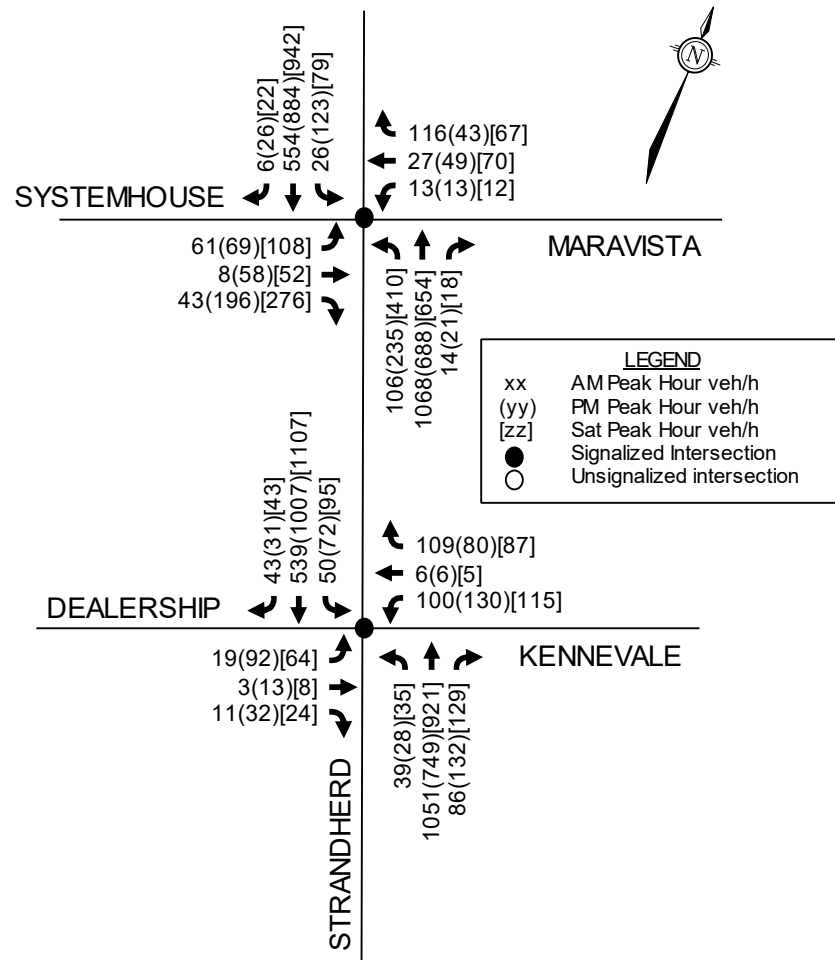 N
6(26)[22]
554(884)[942]
26(123)[79]
116(43)[67]
27(49)[70]
13(13)[12]
SYSTEMHOUSE
MARAVISTA
61(69)[108]
8(58)[52]
43(196)[276]
106(235)[410]
1068(688)[654]
14(21)[18]
LEGEND
xx AM Peak Hour veh/h
(yy) PM Peak Hour veh/h
[zz] Sat Peak Hour veh/h
Signalized Intersection
Unsignalized intersection
43(31)[43]
539(1007)[1107]
50(72)[95]
109(80)[87]
6(6)[5]
100(130)[115]
DEALERSHIP
KENNEVALE
19(92)[64]
3(13)[8]
11(32)[24]
39(28)[35]
1051(749)[921]
86(132)[129]
STRANDHERD